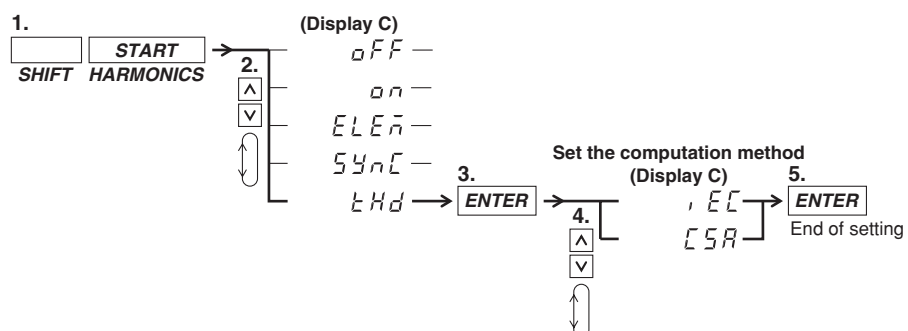 1.
(Display C)
START
SHIFT HARMONICS
2.
oFF
on
ELEm
SYnC
tHd
3.
ENTER
Set the computation method
(Display C)
4.
iEC
CSA
5.
ENTER
End of setting